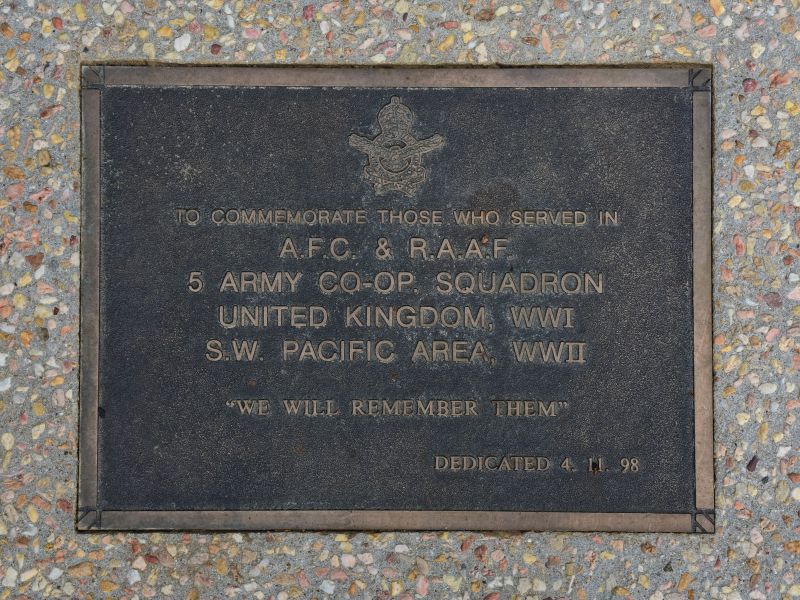 TO COMMEMORATE THOSE WHO SERVED IN
A.F.C. & R.A.A.F.
5 ARMY CO-OP. SQUADRON
UNITED KINGDOM, WWI
S.W. PACIFIC AREA, WWII
"WE WILL REMEMBER THEM"
DEDICATED 4. 11. 98